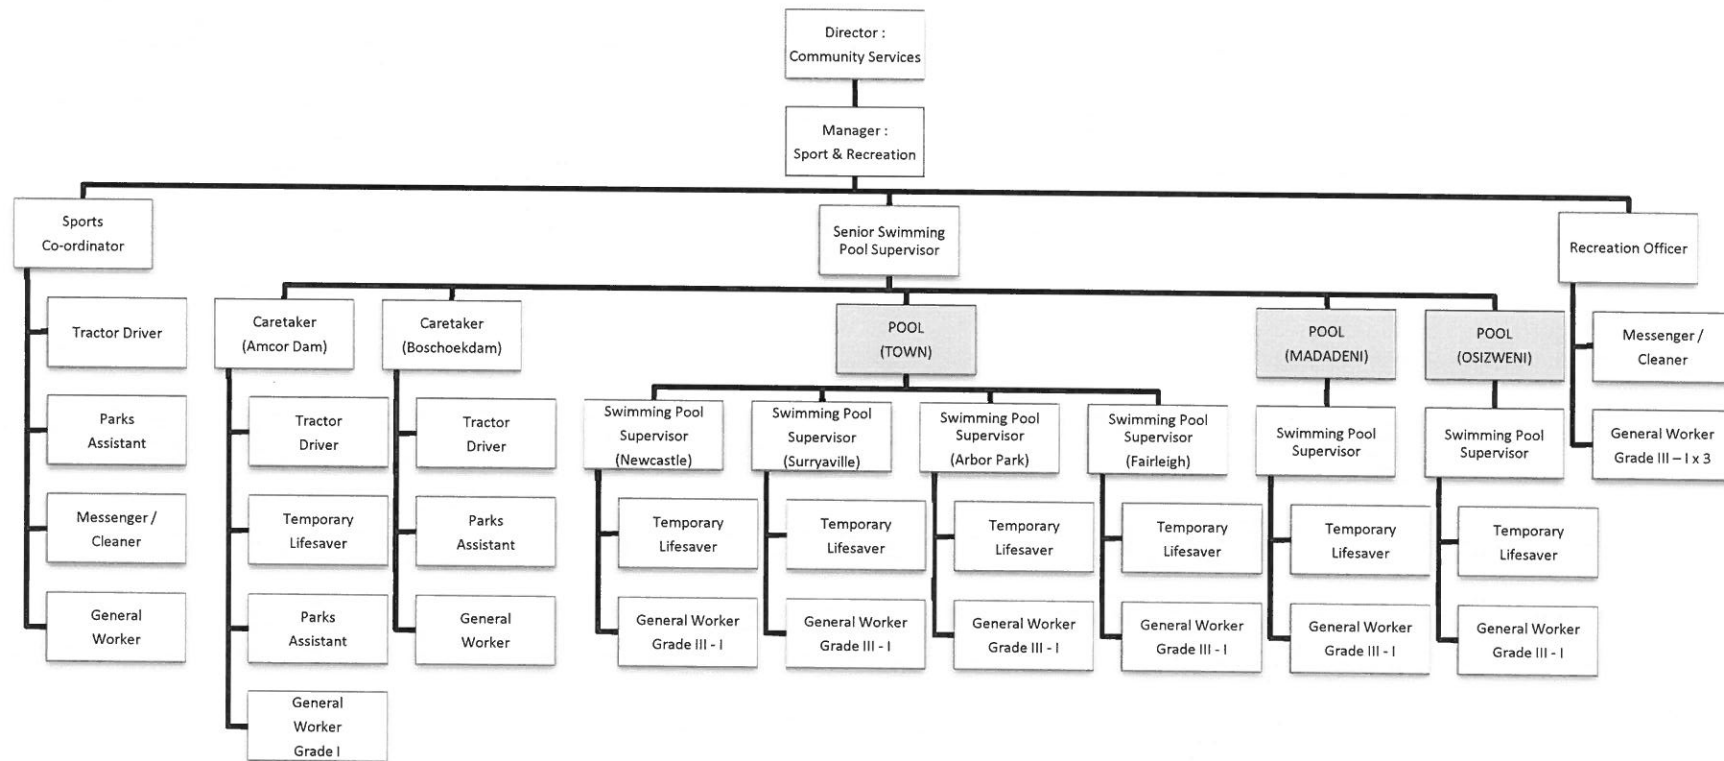 Director :
Community Services
Manager :
Sport & Recreation
Sports
Co-ordinator
Senior Swimming
Pool Supervisor
Recreation Officer
Tractor Driver
Parks
Assistant
Messenger /
Cleaner
General
Worker
Caretaker
(Amcor Dam)
Tractor
Driver
Temporary
Lifesaver
Parks
Assistant
General
Worker
Grade I
Caretaker
(Boschoekdam)
Tractor
Driver
Parks
Assistant
General
Worker
POOL
(TOWN)
Swimming Pool
Supervisor
(Newcastle)
Temporary
Lifesaver
General Worker
Grade III - I
Swimming Pool
Supervisor
(Surryaville)
Temporary
Lifesaver
General Worker
Grade III - I
Swimming Pool
Supervisor
(Arbor Park)
Temporary
Lifesaver
General Worker
Grade III - I
Swimming Pool
Supervisor
(Fairleigh)
Temporary
Lifesaver
General Worker
Grade III - I
POOL
(MADADENI)
Swimming Pool
Supervisor
Temporary
Lifesaver
General Worker
Grade III - I
POOL
(OSIZWENI)
Swimming Pool
Supervisor
Temporary
Lifesaver
General Worker
Grade III - I
Messenger /
Cleaner
General Worker
Grade III – I x 3